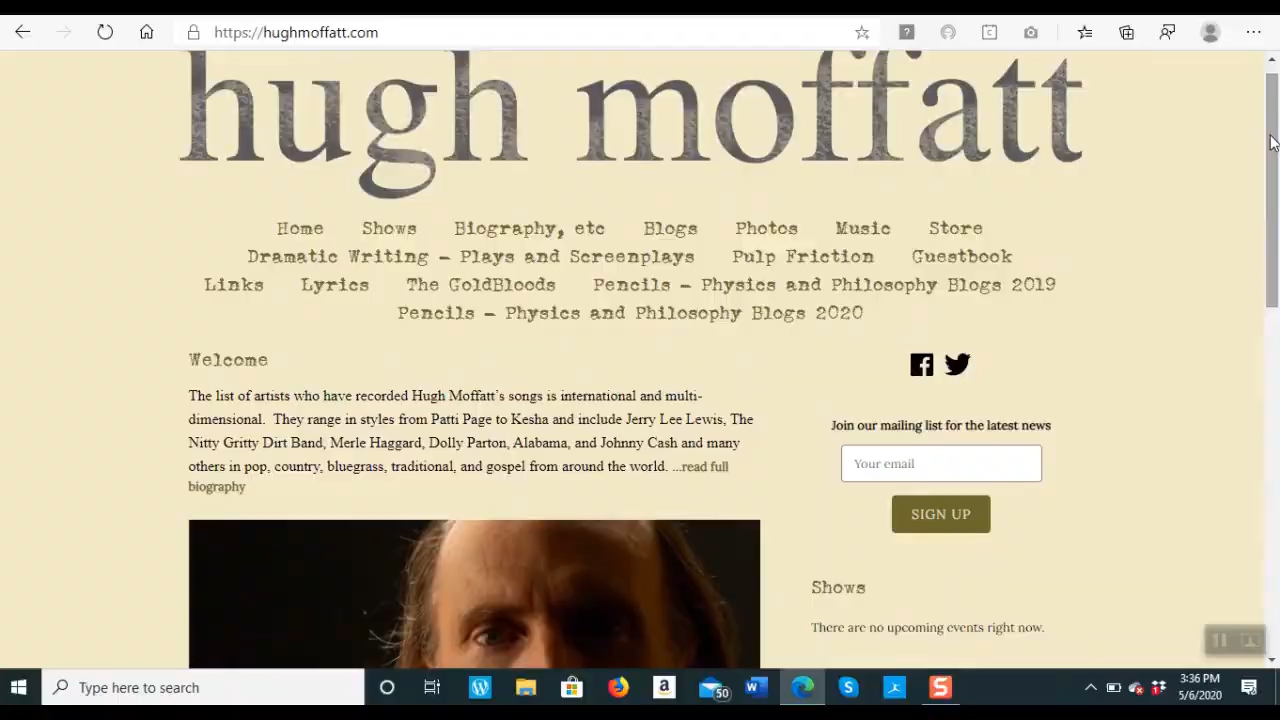 https://hughmoffatt.com
hugh moffatt
Home Shows Biography, etc Blogs Photos Music Store
Dramatic Writing - Plays and Screenplays Pulp Friction Guestbook
Links Lyrics The GoldBloods Pencils - Physics and Philosophy Blogs 2019
Pencils - Physics and Philosophy Blogs 2020
Welcome
The list of artists who have recorded Hugh Moffatt's songs is international and multi-
dimensional.  They range in styles from Patti Page to Kesha and include Jerry Lee Lewis, The
Nitty Gritty Dirt Band, Merle Haggard, Dolly Parton, Alabama, and Johnny Cash and many
others in pop, country, bluegrass, traditional, and gospel from around the world. ...read full
biography
Join our mailing list for the latest news
Your email
SIGN UP
Shows
There are no upcoming events right now.
Type here to search
50
3:36 PM
5/6/2020